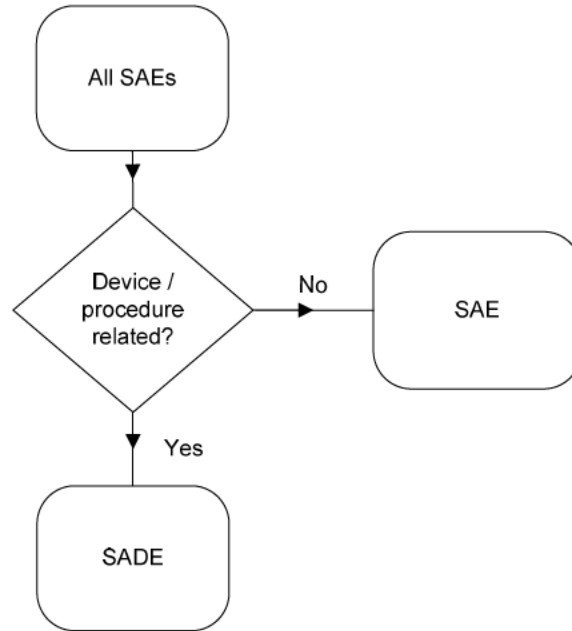 All SAEs
Device /
procedure
related?
No
SAE
Yes
SADE